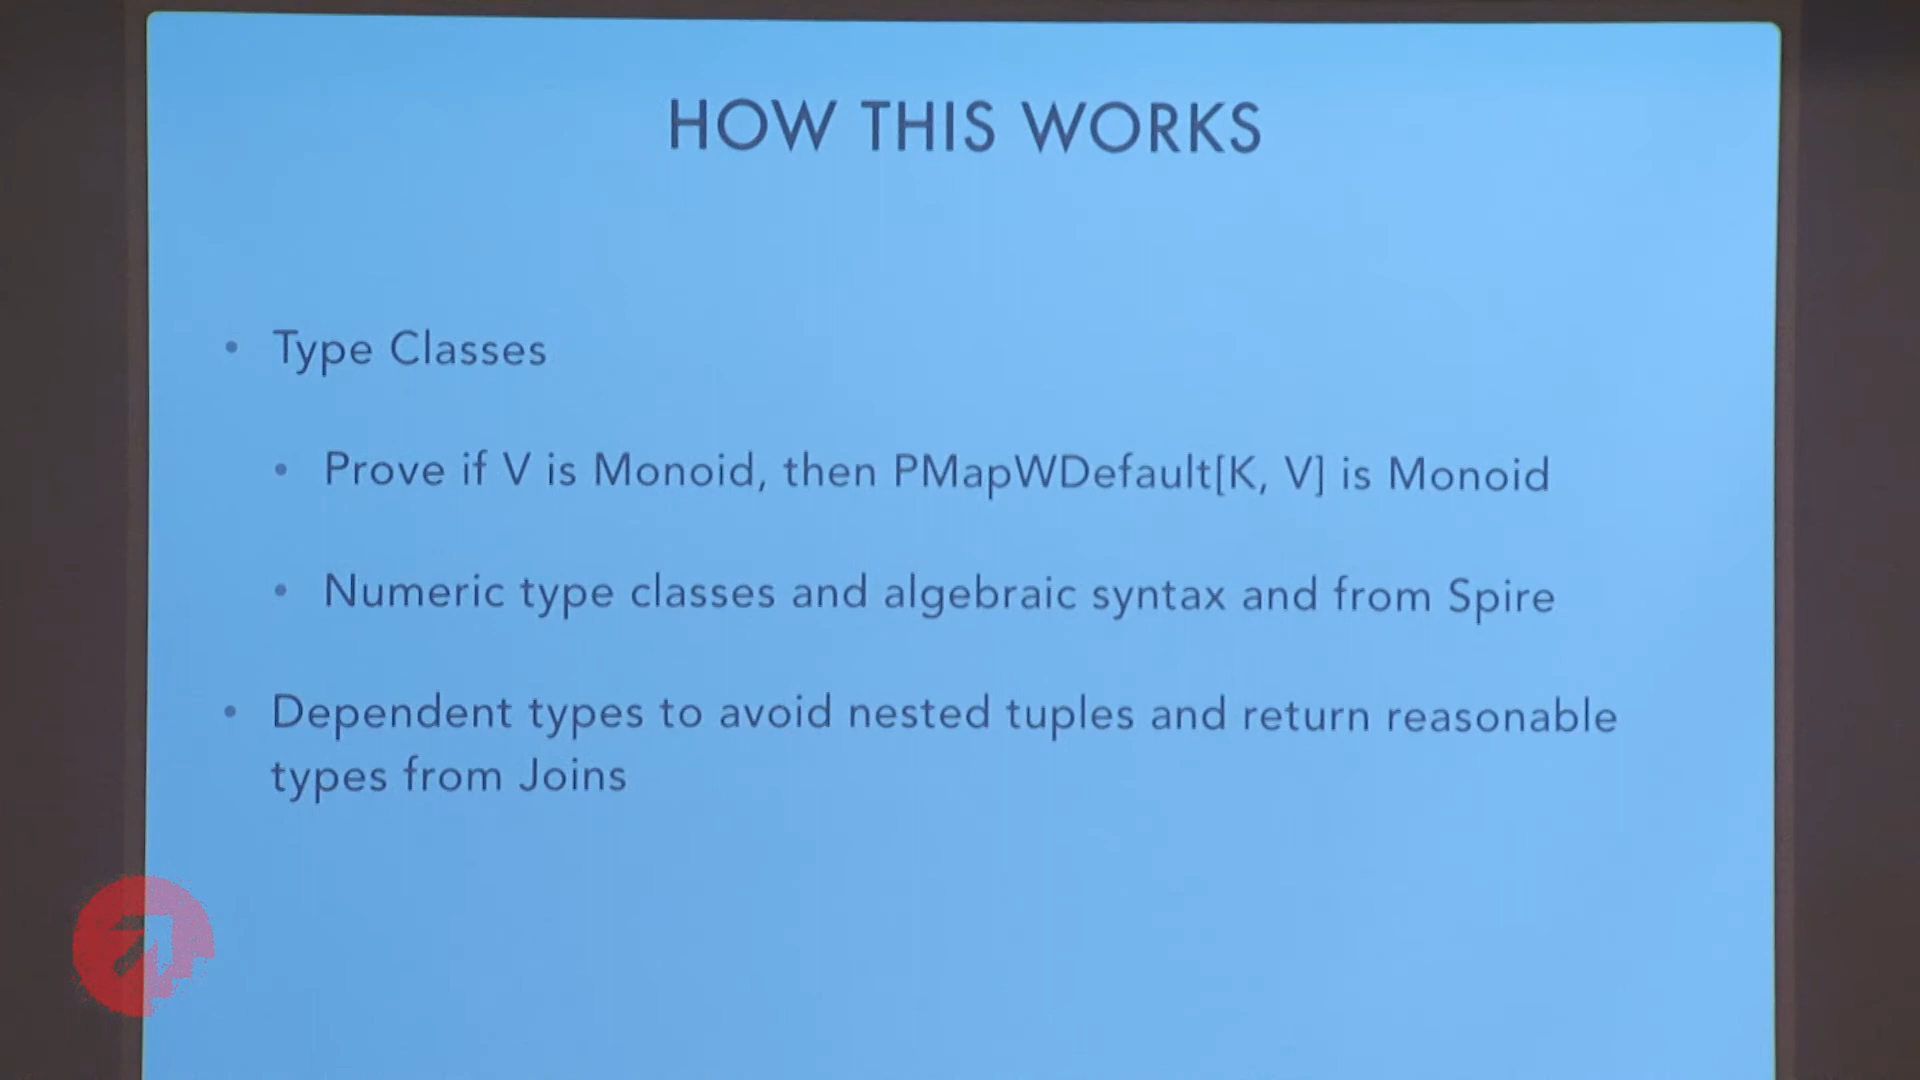 HOW THIS WORKS
• Type Classes
• Prove if V is Monoid, then PMapWDefault[K, V] is Monoid
• Numeric type classes and algebraic syntax and from Spire
• Dependent types to avoid nested tuples and return reasonable
types from Joins